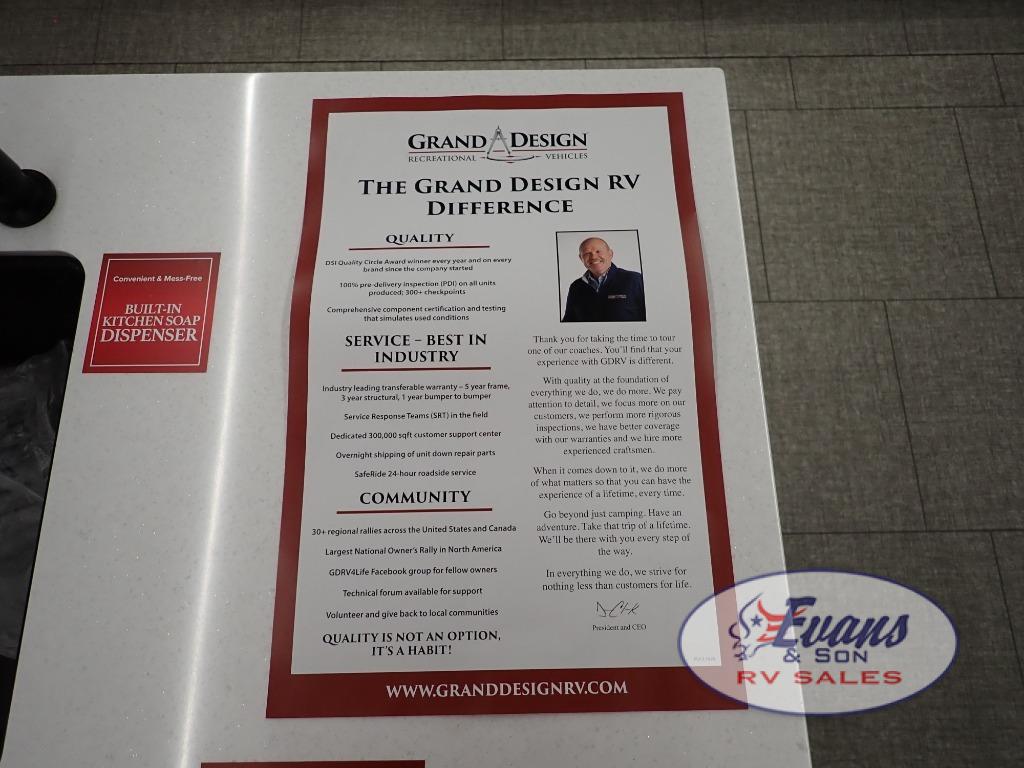 GRAND DESIGN
RECREATIONAL VEHICLES
THE GRAND DESIGN RV
DIFFERENCE
QUALITY
DSI Quality Circle Award winner every year and on every
brand since the company started
100% pre-delivery inspection (PDI) on all units
produced; 300+ checkpoints
Comprehensive component certification and testing
that simulates used conditions
SERVICE – BEST IN
INDUSTRY
Industry leading transferable warranty – 5 year frame,
3 year structural, 1 year bumper to bumper
Service Response Teams (SRT) in the field
Dedicated 300,000 sqft customer support center
Overnight shipping of unit down repair parts
SafeRide 24-hour roadside service
COMMUNITY
30+ regional rallies across the United States and Canada
Largest National Owner's Rally in North America
GDRV4Life Facebook group for fellow owners
Technical forum available for support
Volunteer and give back to local communities
QUALITY IS NOT AN OPTION,
IT'S A HABIT!
Thank you for taking the time to tour
one of our coaches. You'll find that your
experience with GDRV is different.
With quality at the foundation of
everything we do, we do more. We pay
attention to detail, we focus more on our
customers, we perform more rigorous
inspections, we have better coverage
with our warranties and we hire more
experienced craftsmen.
When it comes down to it, we do more
of what matters so that you can have the
experience of a lifetime, every time.
Go beyond just camping. Have an
adventure. Take that trip of a lifetime.
We'll be there with you every step of
the way.
In everything we do, we strive for
nothing less than customers for life.
President and CEO
WWW.GRANDDESIGNRV.COM
Convenient & Mess-Free
BUILT-IN
KITCHEN SOAP
DISPENSER
Evans
& SON
RV SALES